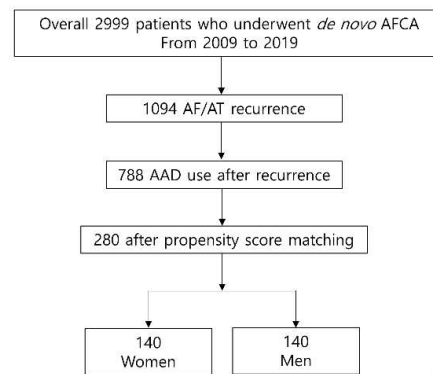 Overall 2999 patients who underwent de novo AFCA
From 2009 to 2019
1094 AF/AT recurrence
788 AAD use after recurrence
280 after propensity score matching
140
Women
140
Men